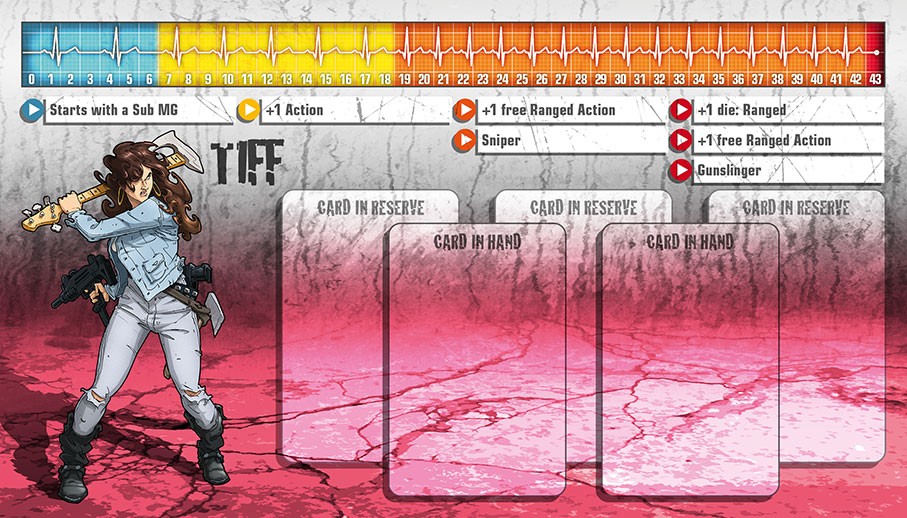 0 1 2 3 4 5 6 7 8 9 10 11 12 13 14 15 16 17 18 19 20 21 22 23 24 25 26 27 28 29 30 31 32 33 34 35 36 37 38 39 40 41 42 43
Starts with a Sub MG
+1 Action
+1 free Ranged Action
Sniper
+1 die: Ranged
+1 free Ranged Action
Gunslinger
TIFF
CARD IN RESERVE
CARD IN RESERVE
CARD IN RESERVE
CARD IN HAND
CARD IN HAND